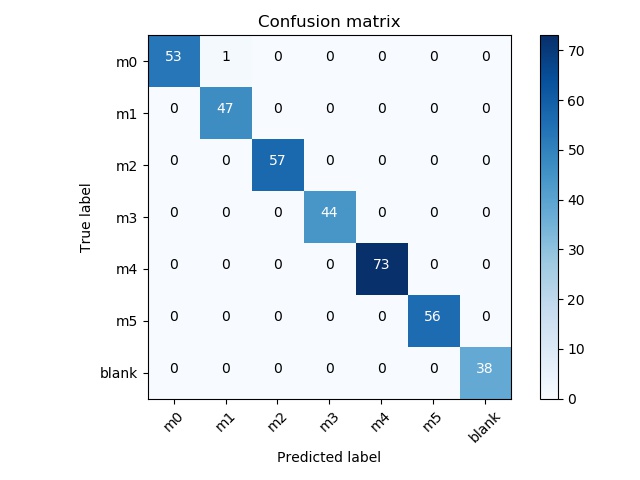 Confusion matrix
m0 53 1 0 0 0 0 0
m1 0 47 0 0 0 0 0
m2 0 0 57 0 0 0 0
m3 0 0 0 44 0 0 0
m4 0 0 0 0 73 0 0
m5 0 0 0 0 0 56 0
blank 0 0 0 0 0 0 38
m0 m1 m2 m3 m4 m5 blank
True label
Predicted label
70
60
50
40
30
20
10
0